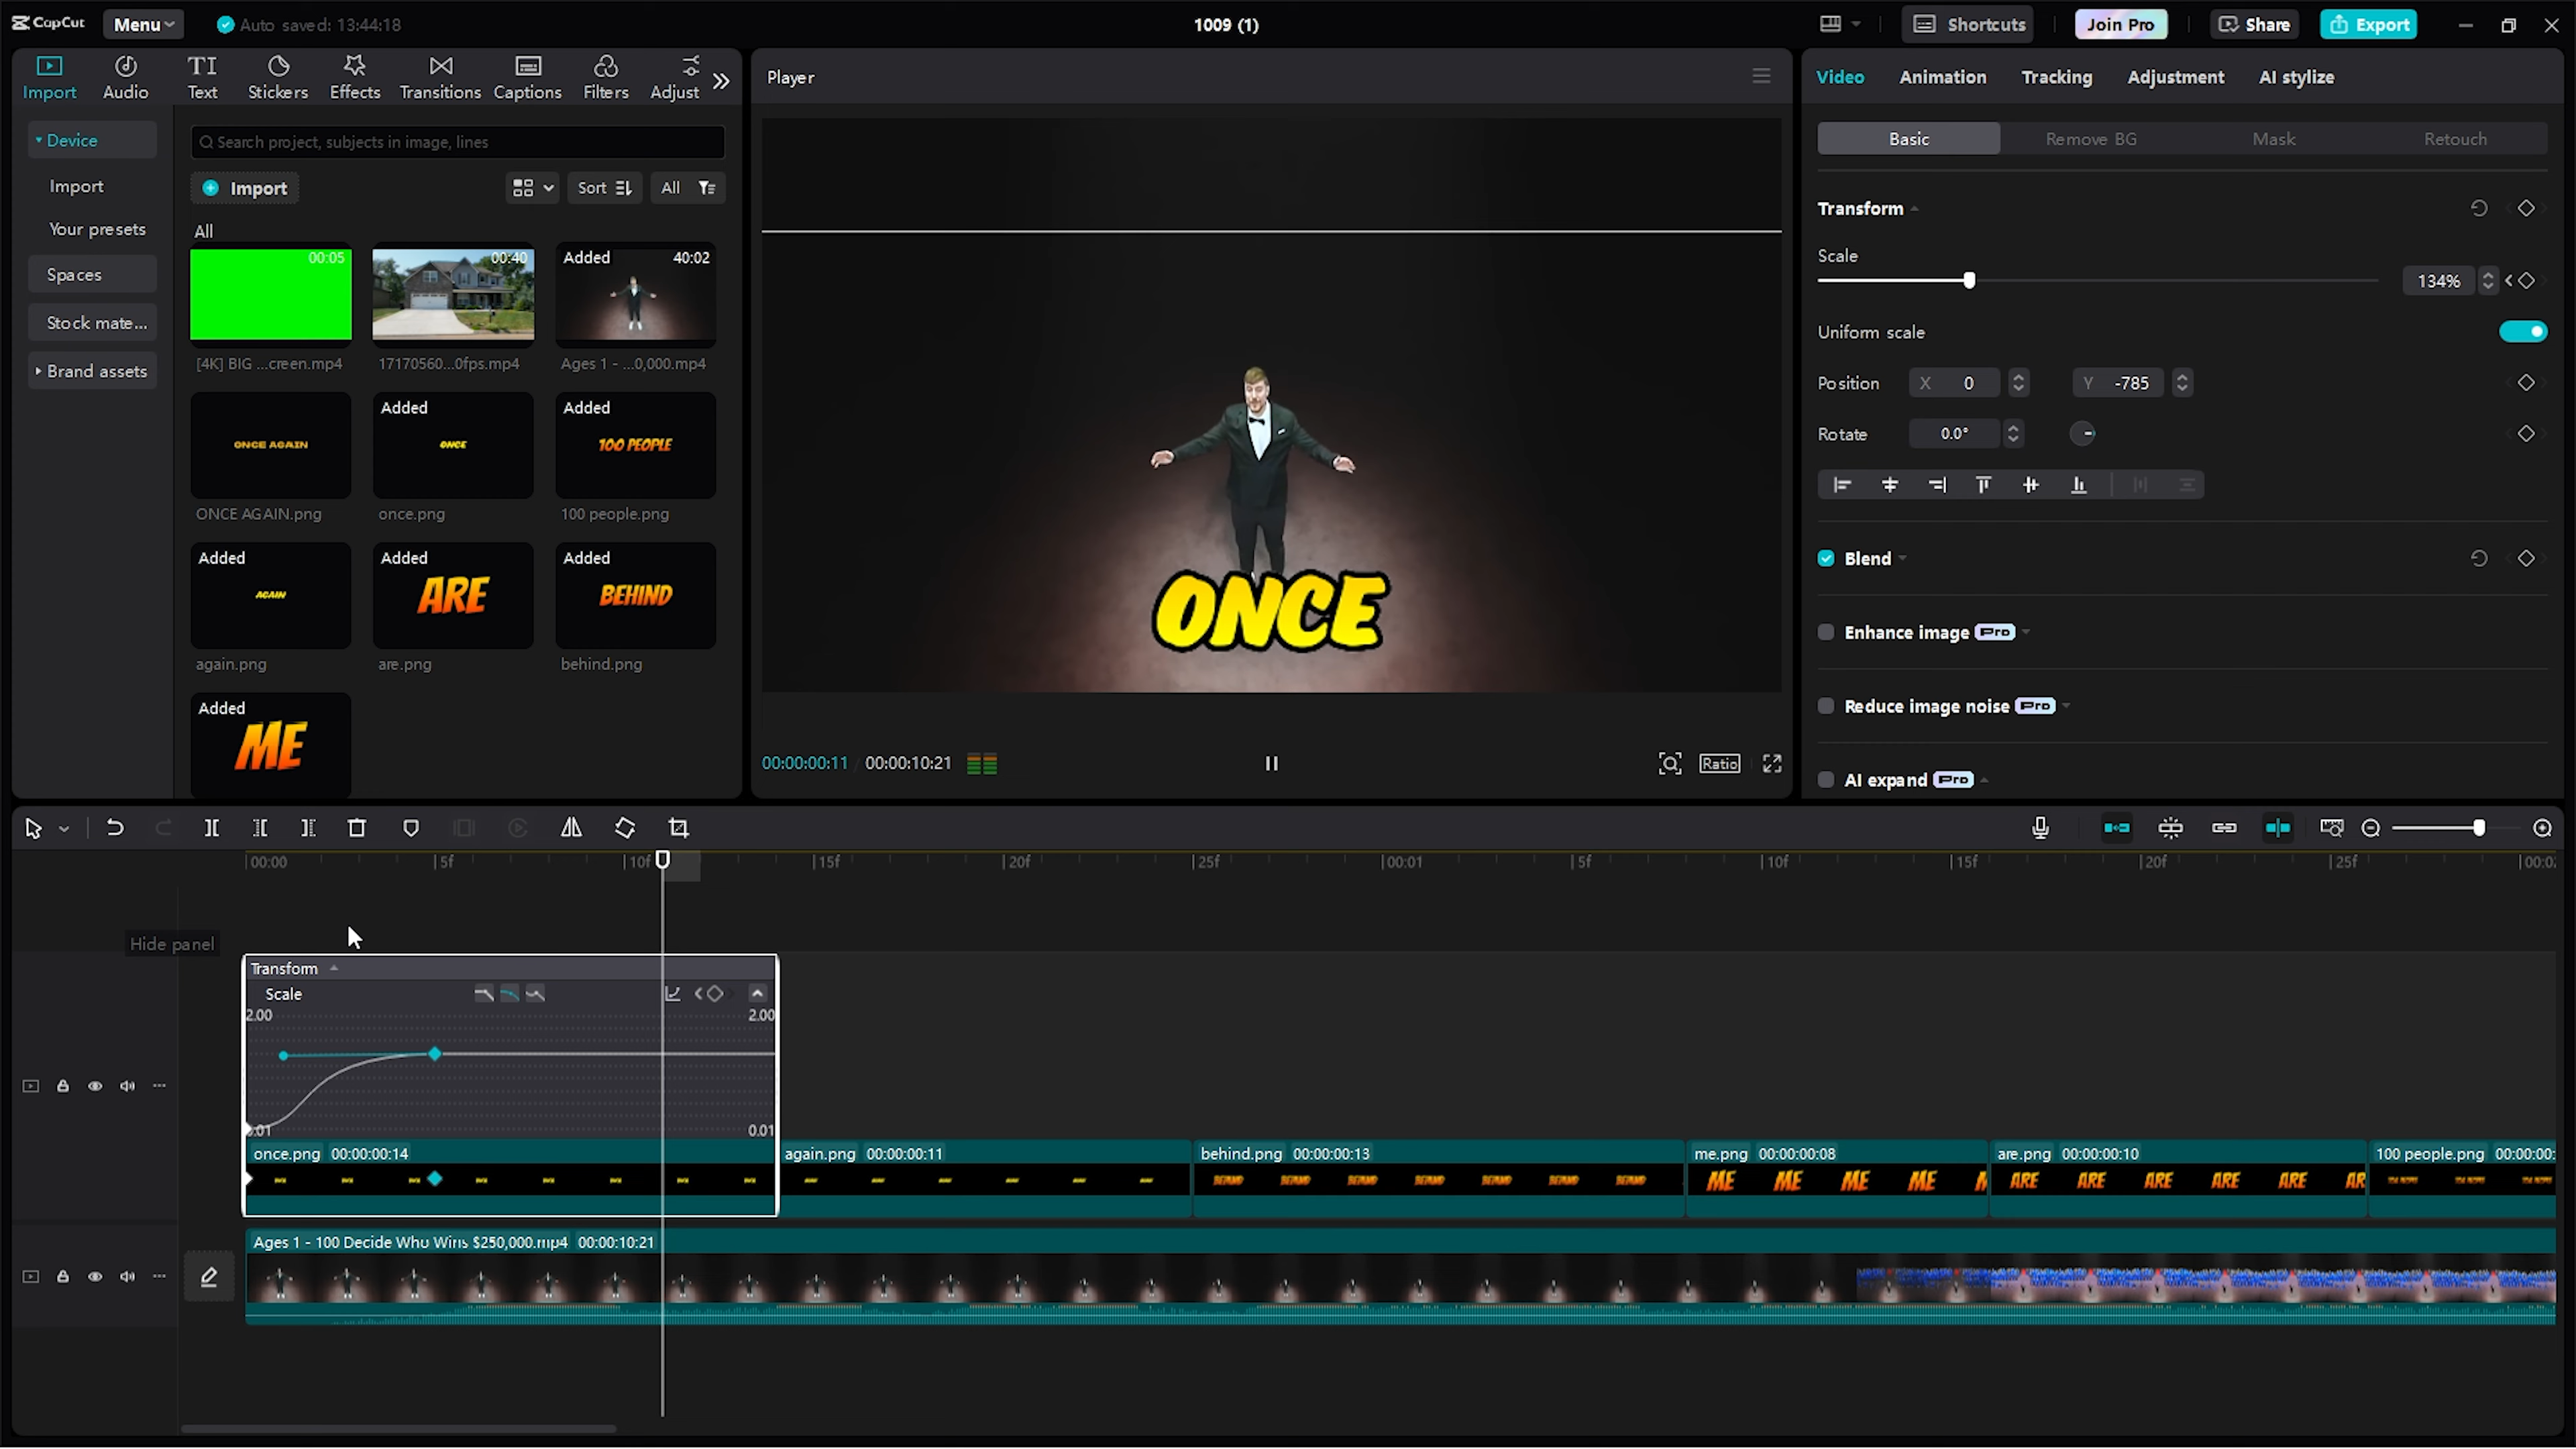 CapCut Menu Auto saved: 13:44:18 1009 (1) Shortcuts Join Pro Share Export
Import Audio Text Stickers Effects Transitions Captions Filters Adjust
Device
Import
Your presets
Spaces
Stock mate...
Brand assets
Search project, subjects in image, lines
Import Sort All
All
00:05 00:40 Added 40:02
[4K] BIG ...creen.mp4 17170560...0fps.mp4 Ages 1 - ...0,000.mp4
Added Added
ONCE AGAIN ONCE 100 PEOPLE
ONCE AGAIN.png once.png 100 people.png
Added Added Added
AGAIN ARE BEHIND
again.png are.png behind.png
Added
ME
Player
ONCE
00:00:00:11 / 00:00:10:21 Ratio
Video Animation Tracking Adjustment AI stylize
Basic Remove BG Mask Retouch
Transform
Scale
134%
Uniform scale
Position X 0 Y -785
Rotate 0.0°
Blend
Enhance image Pro
Reduce image noise Pro
AI expand Pro
00:00 5f 10f 15f 20f 25f 00:01 5f 10f 15f 20f 25f
Hide panel
Transform
Scale
2.00 2.00
0.01
once.png 00:00:00:14 again.png 00:00:00:11 behind.png 00:00:00:13 me.png 00:00:00:08 are.png 00:00:00:10 100 people.png 00:00:00:
BEHIND BEHIND BEHIND BEHIND BEHIND BEHIND BEHIND ME ME ME ME ARE ARE ARE ARE ARE AR
Ages 1 - 100 Decide Who Wins $250,000.mp4 00:00:10:21